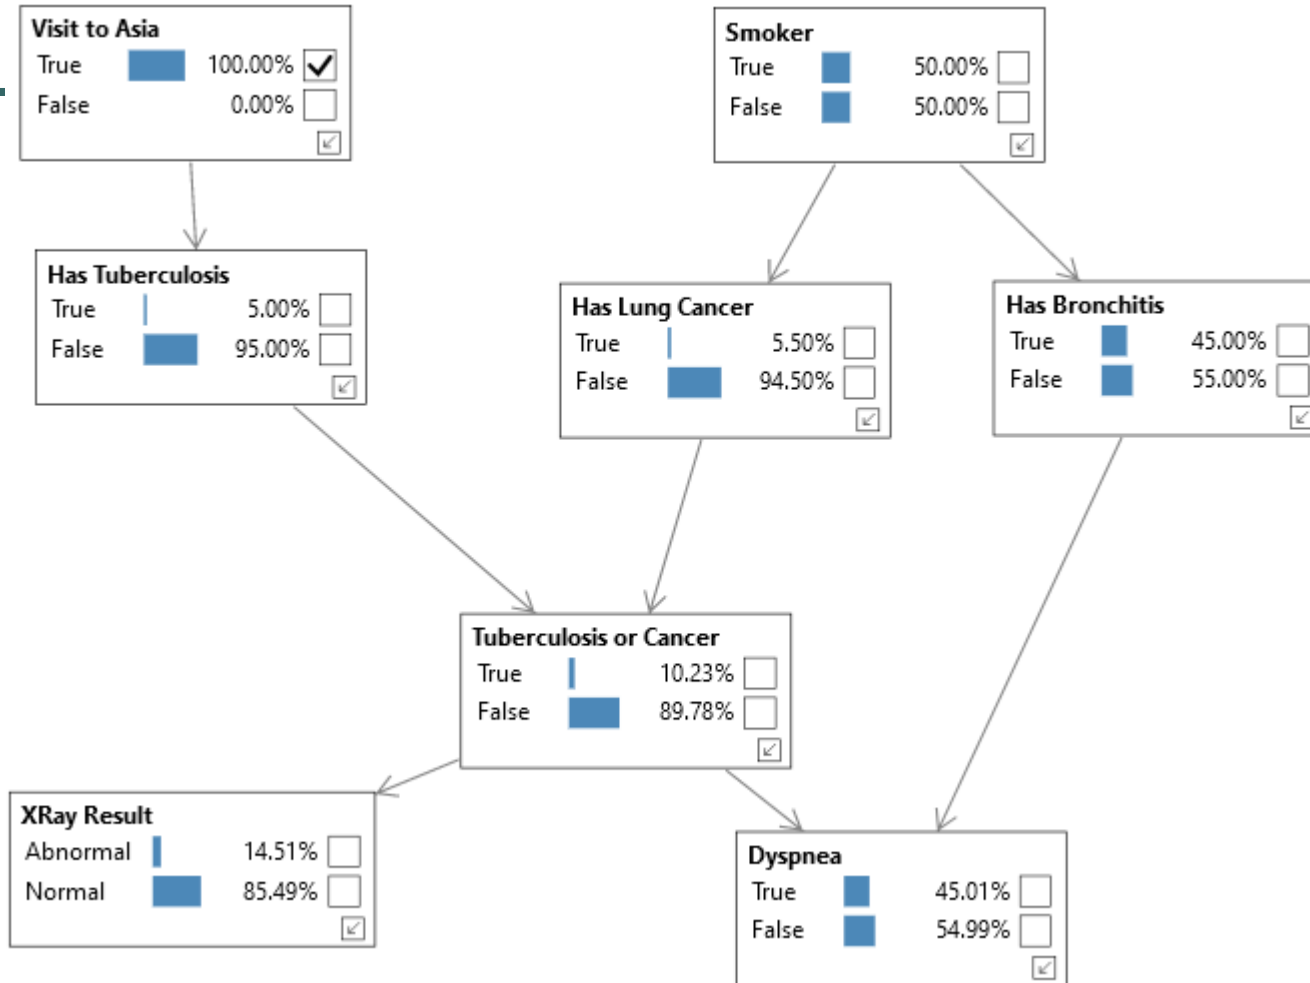 Visit to Asia
True 100.00%
False 0.00%
Smoker
True 50.00%
False 50.00%
Has Tuberculosis
True 5.00%
False 95.00%
Has Lung Cancer
True 5.50%
False 94.50%
Has Bronchitis
True 45.00%
False 55.00%
Tuberculosis or Cancer
True 10.23%
False 89.78%
XRay Result
Abnormal 14.51%
Normal 85.49%
Dyspnea
True 45.01%
False 54.99%